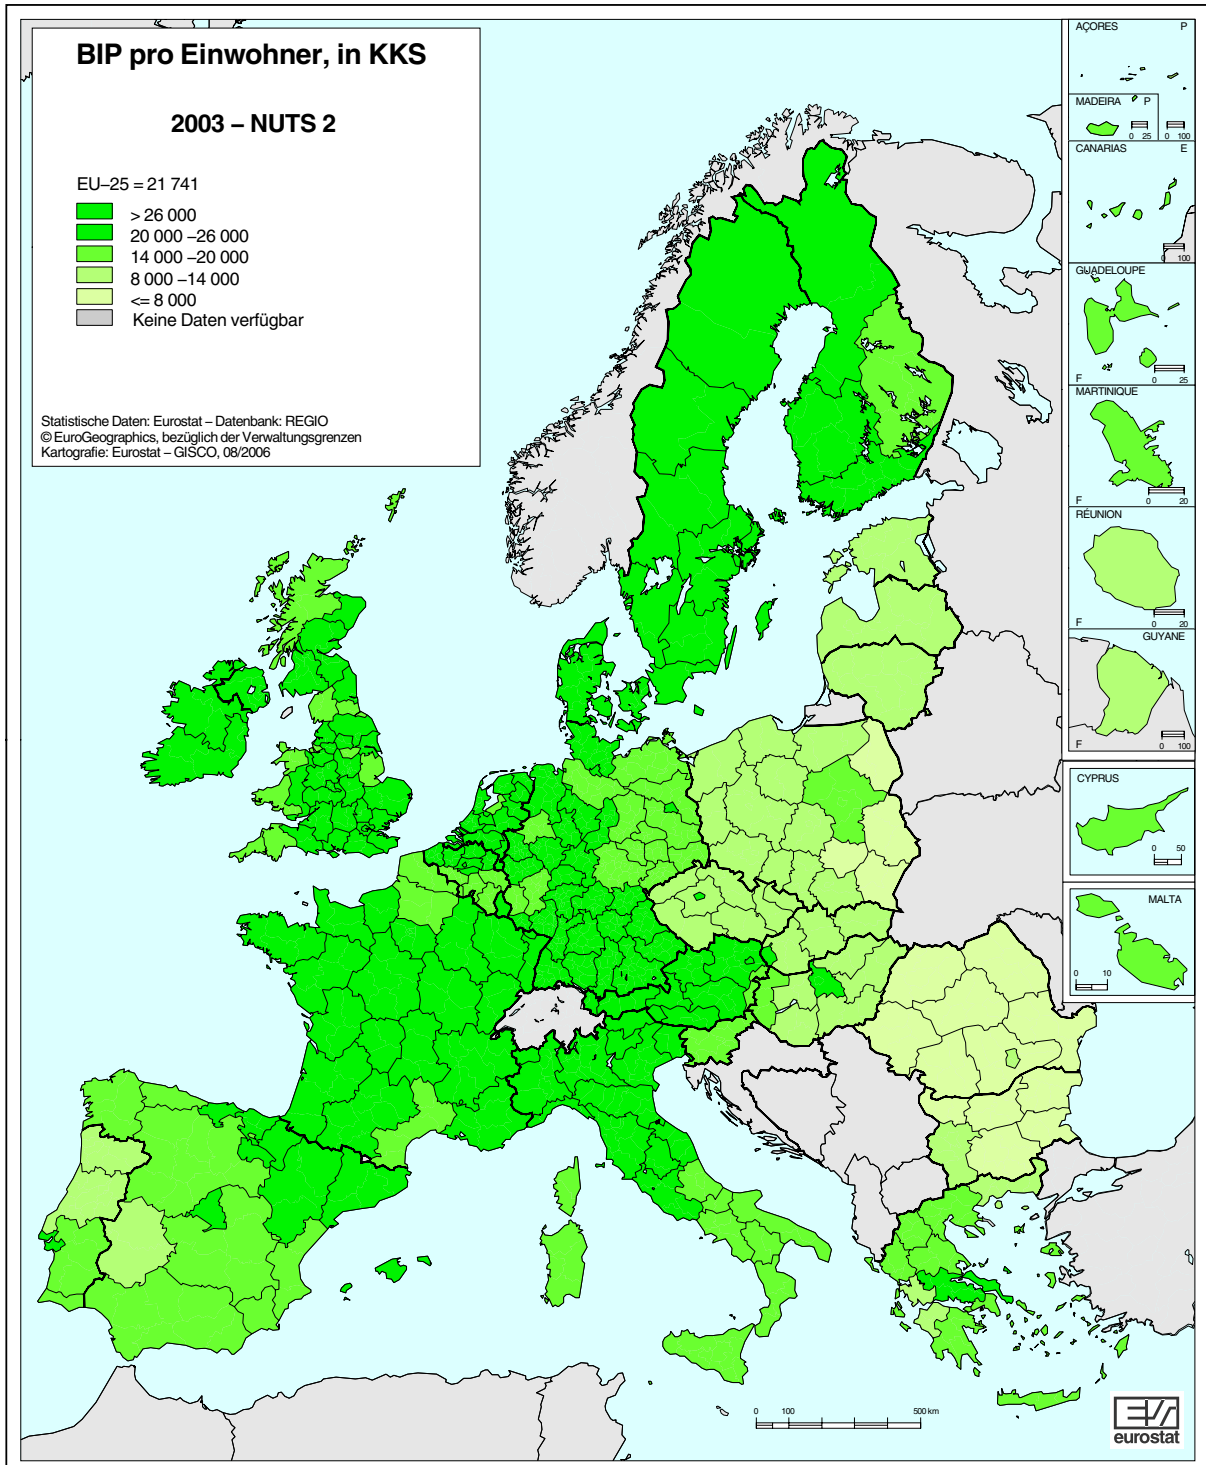 BIP pro Einwohner, in KKS
2003 – NUTS 2
EU–25 = 21 741
> 26 000
20 000 –26 000
14 000 –20 000
8 000 –14 000
<= 8 000
Keine Daten verfügbar
Statistische Daten: Eurostat – Datenbank: REGIO
© EuroGeographics, bezüglich der Verwaltungsgrenzen
Kartografie: Eurostat – GISCO, 08/2006
AÇORES P
MADEIRA P
0 25 0 100
CANARIAS E
0 100
GUADELOUPE
F 0 25
MARTINIQUE
F 0 20
RÉUNION
F 0 20
GUYANE
F 0 100
CYPRUS
0 50
MALTA
0 10
0 100 500 km
eurostat